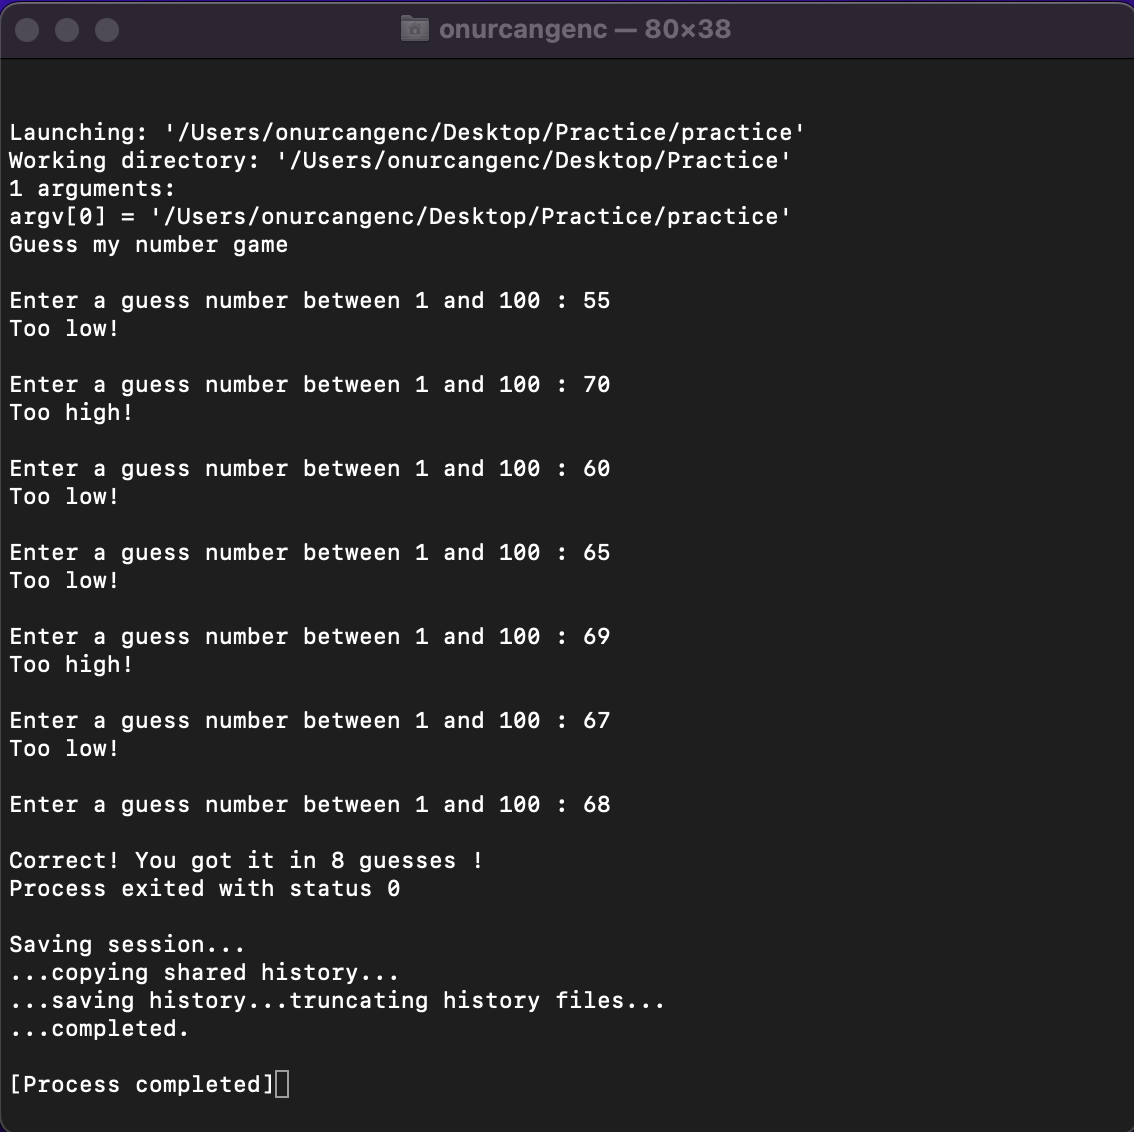 onurcangenc — 80×38
Launching: '/Users/onurcangenc/Desktop/Practice/practice'
Working directory: '/Users/onurcangenc/Desktop/Practice'
1 arguments:
argv[0] = '/Users/onurcangenc/Desktop/Practice/practice'
Guess my number game
Enter a guess number between 1 and 100 : 55
Too low!
Enter a guess number between 1 and 100 : 70
Too high!
Enter a guess number between 1 and 100 : 60
Too low!
Enter a guess number between 1 and 100 : 65
Too low!
Enter a guess number between 1 and 100 : 69
Too high!
Enter a guess number between 1 and 100 : 67
Too low!
Enter a guess number between 1 and 100 : 68
Correct! You got it in 8 guesses !
Process exited with status 0
Saving session...
...copying shared history...
...saving history...truncating history files...
...completed.
[Process completed]